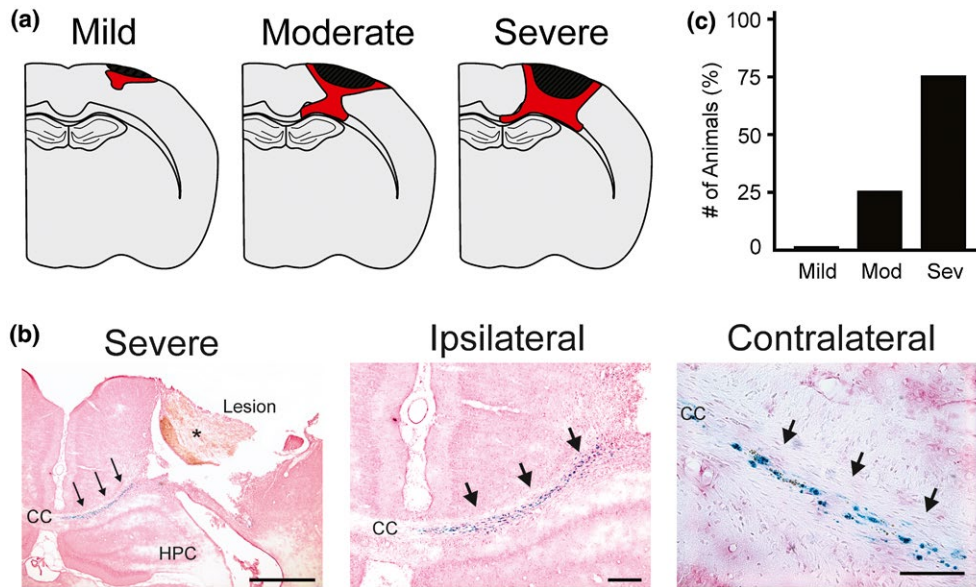 (a)
Mild
Moderate
Severe
(c)
# of Animals (%)
100
75
50
25
0
Mild Mod Sev
(b)
Severe
Lesion
*
CC
HPC
Ipsilateral
CC
Contralateral
CC